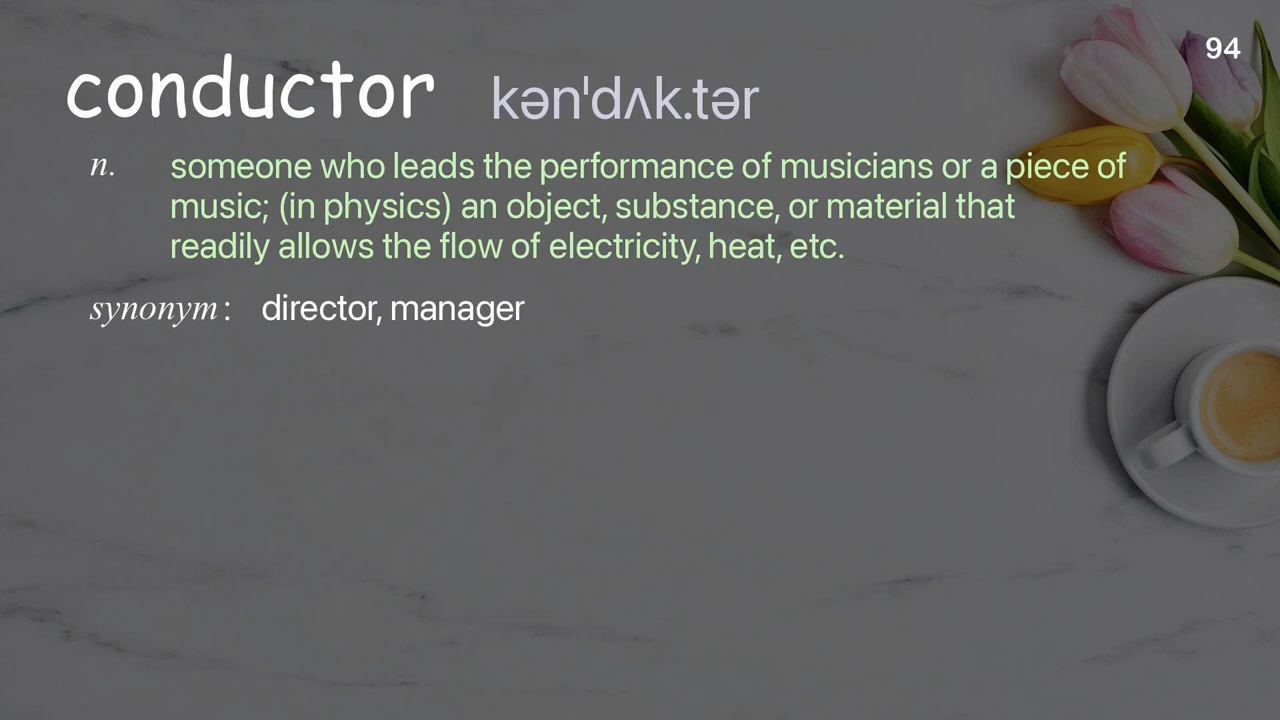 94
conductor kən'dʌk.tər
n. someone who leads the performance of musicians or a piece of
music; (in physics) an object, substance, or material that
readily allows the flow of electricity, heat, etc.
synonym: director, manager